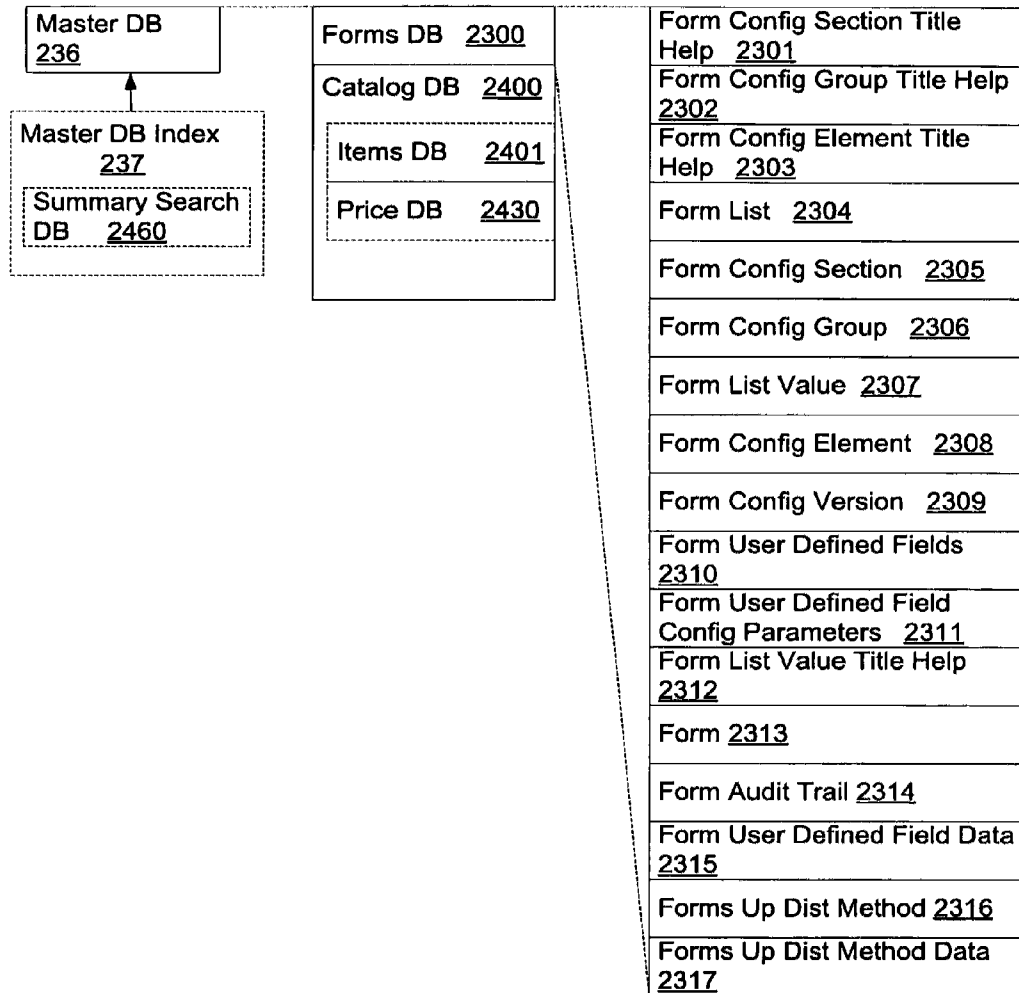 Master DB
236
Master DB Index
237
Summary Search
DB 2460
Forms DB 2300
Catalog DB 2400
Items DB 2401
Price DB 2430
Form Config Section Title
Help 2301
Form Config Group Title Help
2302
Form Config Element Title
Help 2303
Form List 2304
Form Config Section 2305
Form Config Group 2306
Form List Value 2307
Form Config Element 2308
Form Config Version 2309
Form User Defined Fields
2310
Form User Defined Field
Config Parameters 2311
Form List Value Title Help
2312
Form 2313
Form Audit Trail 2314
Form User Defined Field Data
2315
Forms Up Dist Method 2316
Forms Up Dist Method Data
2317